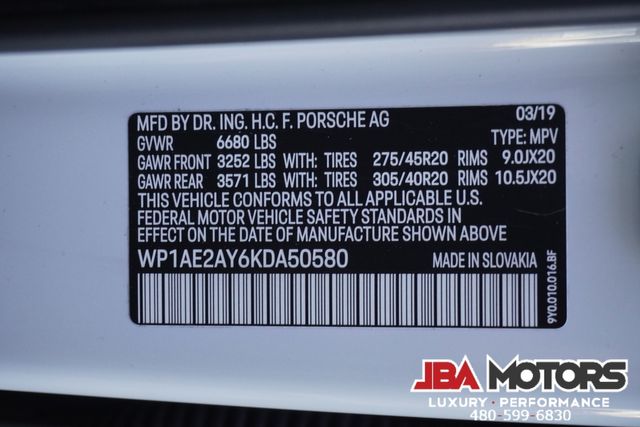 MFD BY DR. ING. H.C. F. PORSCHE AG 03/19
GVWR 6680 LBS TYPE: MPV
GAWR FRONT 3252 LBS WITH: TIRES 275/45R20 RIMS 9.0JX20
GAWR REAR 3571 LBS WITH: TIRES 305/40R20 RIMS 10.5JX20
THIS VEHICLE CONFORMS TO ALL APPLICABLE U.S.
FEDERAL MOTOR VEHICLE SAFETY STANDARDS IN
EFFECT ON THE DATE OF MANUFACTURE SHOWN ABOVE
WP1AE2AY6KDA50580 MADE IN SLOVAKIA
9Y0.010.016.BF
JBA MOTORS
LUXURY · PERFORMANCE
480-599-6830